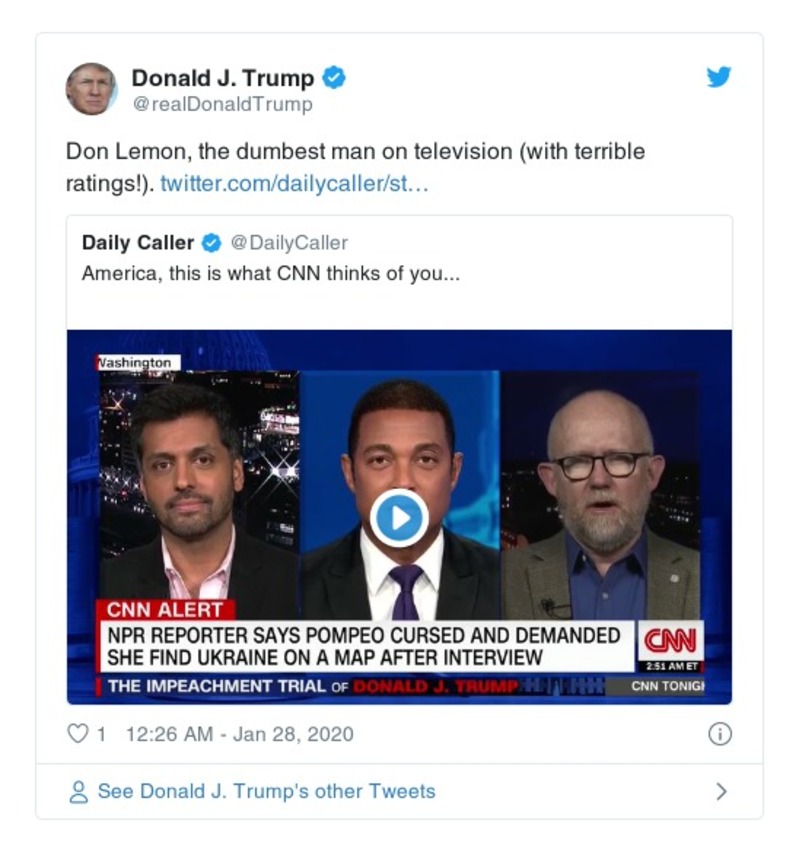 Donald J. Trump
@realDonaldTrump
Don Lemon, the dumbest man on television (with terrible
ratings!). twitter.com/dailycaller/st…
Daily Caller @DailyCaller
America, this is what CNN thinks of you...
Washington
CNN ALERT
NPR REPORTER SAYS POMPEO CURSED AND DEMANDED
SHE FIND UKRAINE ON A MAP AFTER INTERVIEW
CNN
2:51 AM ET
THE IMPEACHMENT TRIAL OF DONALD J. TRUMP
CNN TONIGH
1 12:26 AM - Jan 28, 2020
See Donald J. Trump's other Tweets